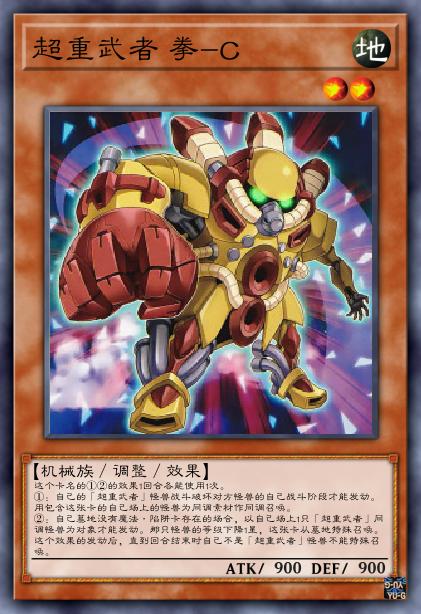 超重武者 拳-C
地
【机械族／调整／效果】
这个卡名的①②的效果1回合各能使用1次。
①：自己的「超重武者」怪兽战斗破坏对方怪兽的自己战斗阶段才能发动。
用包含这张卡的自己场上的怪兽为同调素材作同调召唤。
②：自己墓地没有魔法·陷阱卡存在的场合，以自己场上1只「超重武者」同
调怪兽为对象才能发动。那只怪兽的等级下降1星，这张卡从墓地特殊召唤。
这个效果的发动后，直到回合结束时自己不是「超重武者」怪兽不能特殊召
唤。
ATK/ 900 DEF/ 900